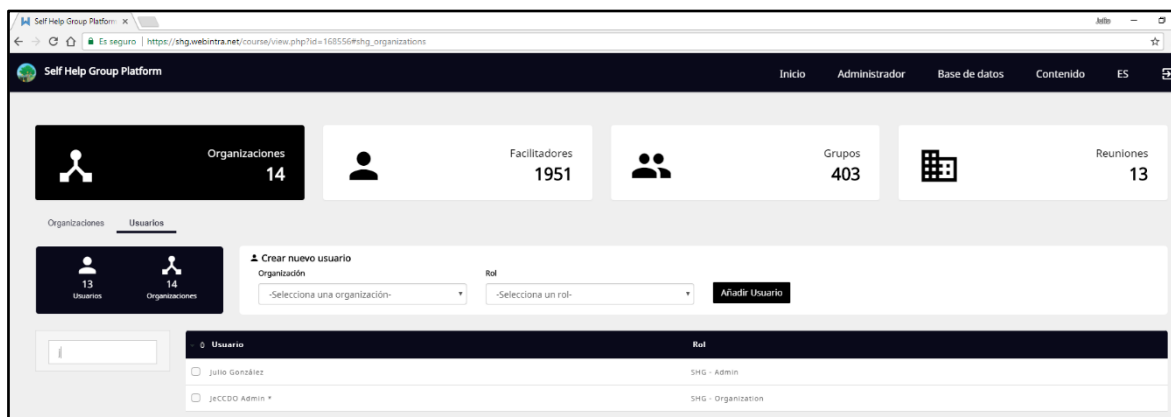 Self Help Group Platform
Julio
Es seguro | https://shg.webintra.net/course/view.php?id=168556#shg_organizations
Self Help Group Platform Inicio Administrador Base de datos Contenido ES
Organizaciones
14
Facilitadores
1951
Grupos
403
Reuniones
13
Organizaciones Usuarios
13
Usuarios
14
Organizaciones
Crear nuevo usuario
Organización Rol
-Selecciona una organización- -Selecciona un rol- Añadir Usuario
Usuario Rol
Julio González SHG - Admin
JeCCDO Admin * SHG - Organization